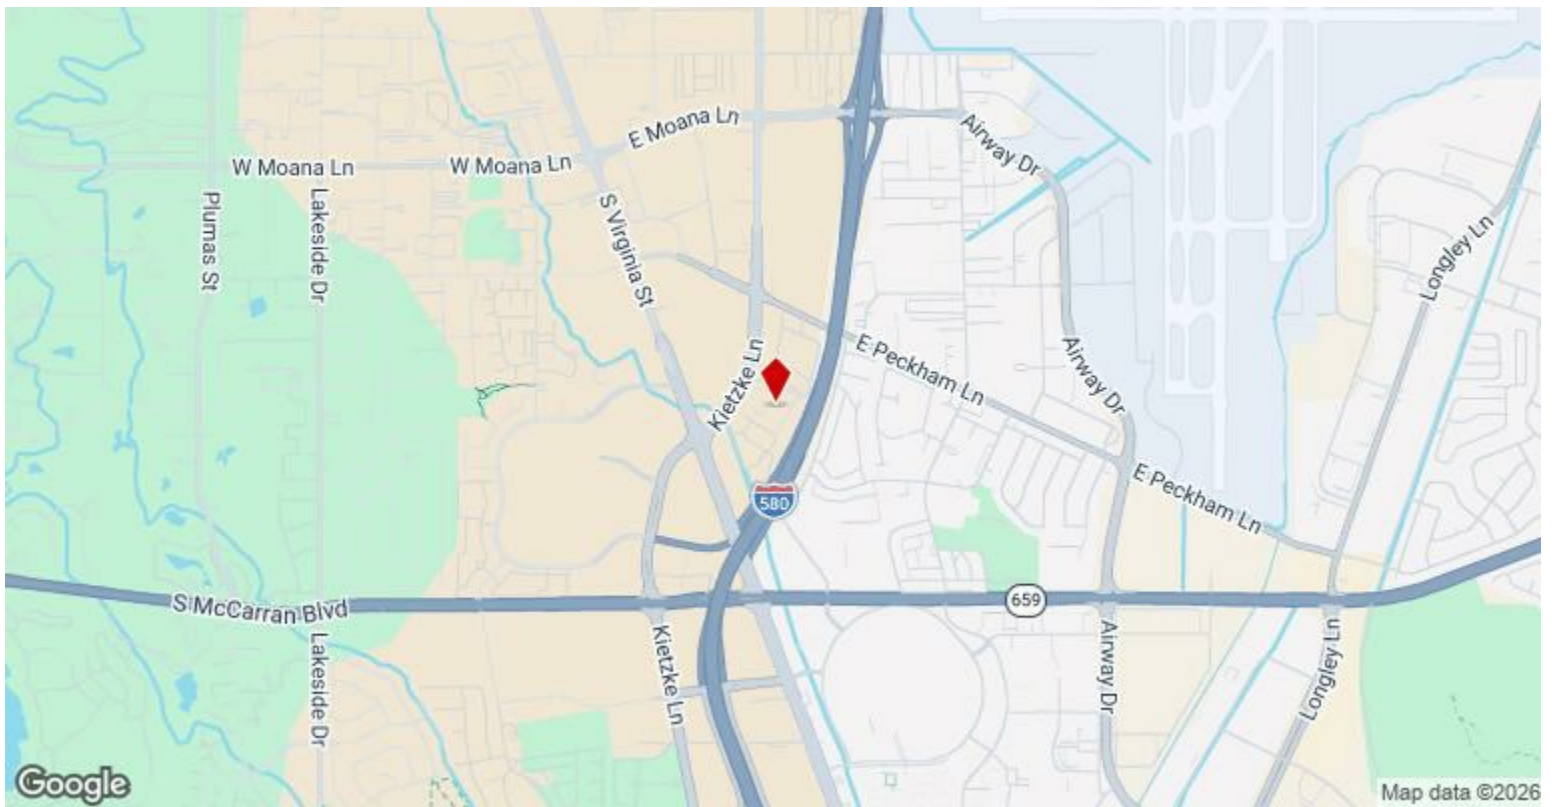 E Moana Ln
W Moana Ln
W Moana Ln
Airway Dr
Plumas St
Lakeside Dr
S Virginia St
Longley Ln
Kietzke Ln
E Peckham Ln
Airway Dr
E Peckham Ln
580
S McCarran Blvd
659
Lakeside Dr
Kietzke Ln
Airway Dr
Longley Ln
Google
Map data ©2026